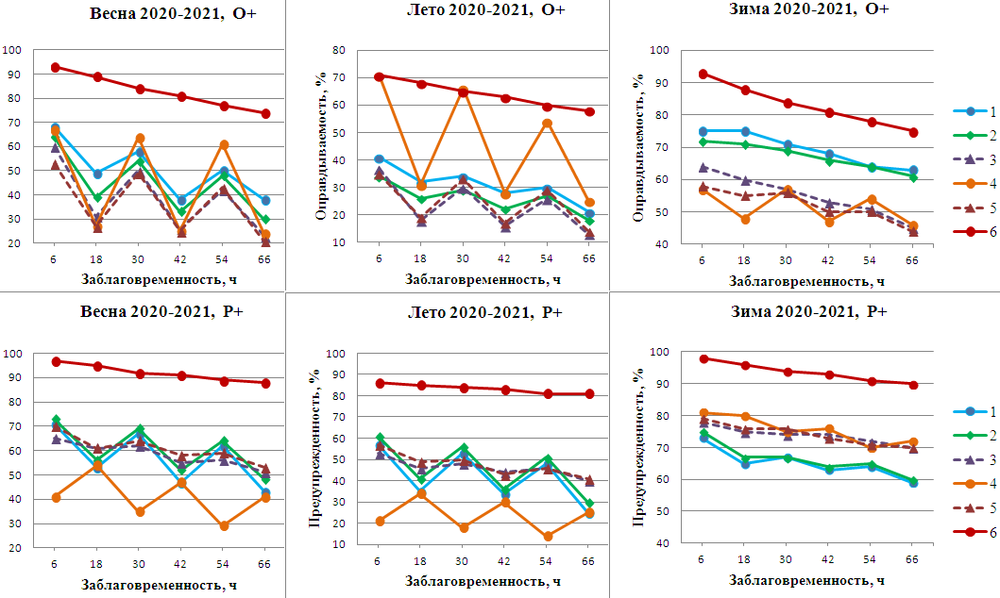 Весна 2020-2021, О+
100
90
80
70
60
50
40
30
20
6 18 30 42 54 66
Заблаговременность, ч
Лето 2020-2021, О+
Оправдываемость, %
80
70
60
50
40
30
20
10
6 18 30 42 54 66
Заблаговременность, ч
Зима 2020-2021, О+
Оправдываемость, %
100
90
80
70
60
50
40
6 18 30 42 54 66
Заблаговременность, ч
1
2
3
4
5
6
Весна 2020-2021, Р+
100
90
80
70
60
50
40
30
20
6 18 30 42 54 66
Заблаговременность, ч
Лето 2020-2021, Р+
Предупрежденность, %
100
90
80
70
60
50
40
30
20
10
6 18 30 42 54 66
Заблаговременность, ч
Зима 2020-2021, Р+
Предупрежденность, %
100
90
80
70
60
50
40
6 18 30 42 54 66
Заблаговременность, ч
1
2
3
4
5
6